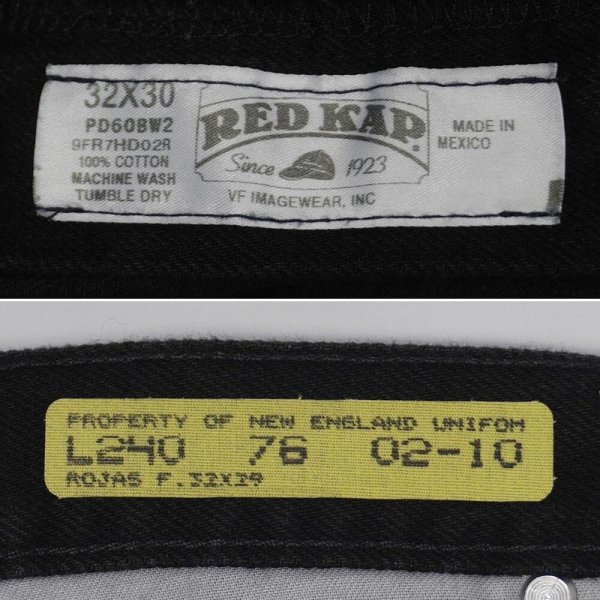 32X30
PD60BW2
9FR7HD02R
100% COTTON
MACHINE WASH
TUMBLE DRY
RED KAP
Since 1923
VF IMAGEWEAR, INC
MADE IN
MEXICO
PROPERTY OF NEW ENGLAND UNIFOM
L240 76 02-10
ROJAS F.32X29